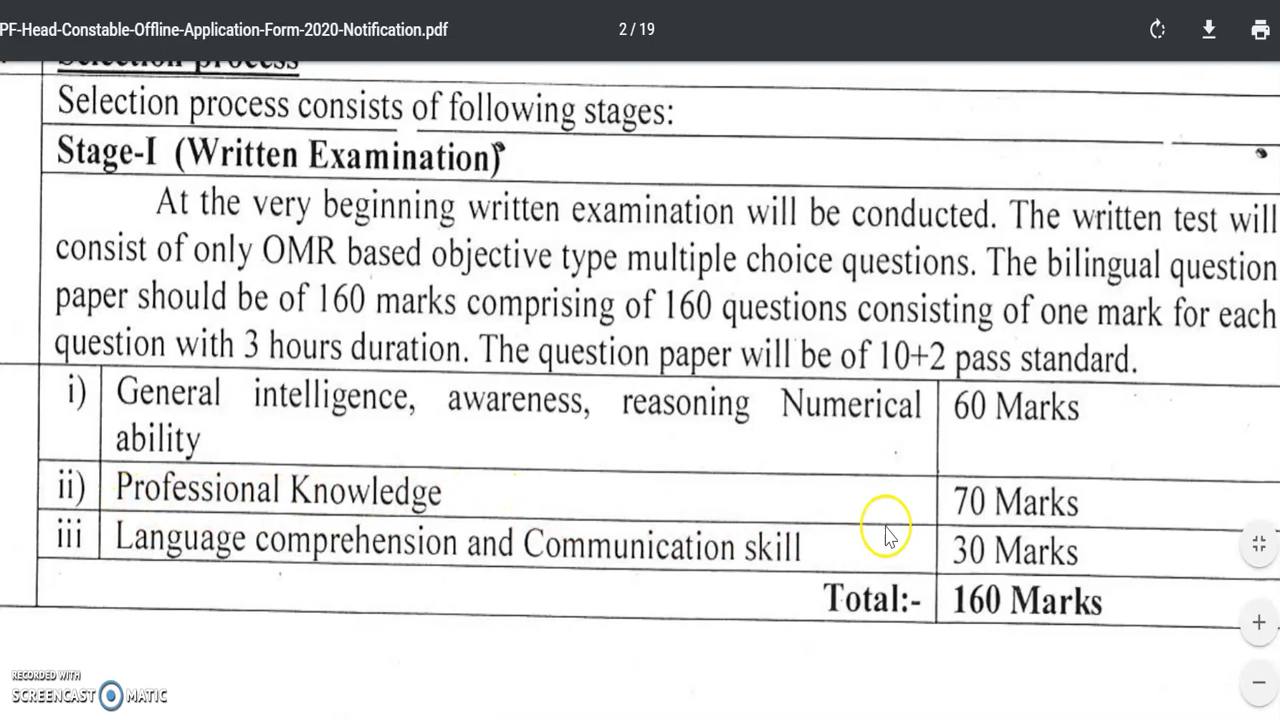 PF-Head-Constable-Offline-Application-Form-2020-Notification.pdf
2 / 19
Selection process
Selection process consists of following stages:
Stage-I (Written Examination)
At the very beginning written examination will be conducted. The written test will
consist of only OMR based objective type multiple choice questions. The bilingual question
paper should be of 160 marks comprising of 160 questions consisting of one mark for each
question with 3 hours duration. The question paper will be of 10+2 pass standard.
i) General intelligence, awareness, reasoning Numerical 60 Marks
ability
ii) Professional Knowledge 70 Marks
iii Language comprehension and Communication skill 30 Marks
Total:- 160 Marks
RECORDED WITH
SCREENCAST MATIC